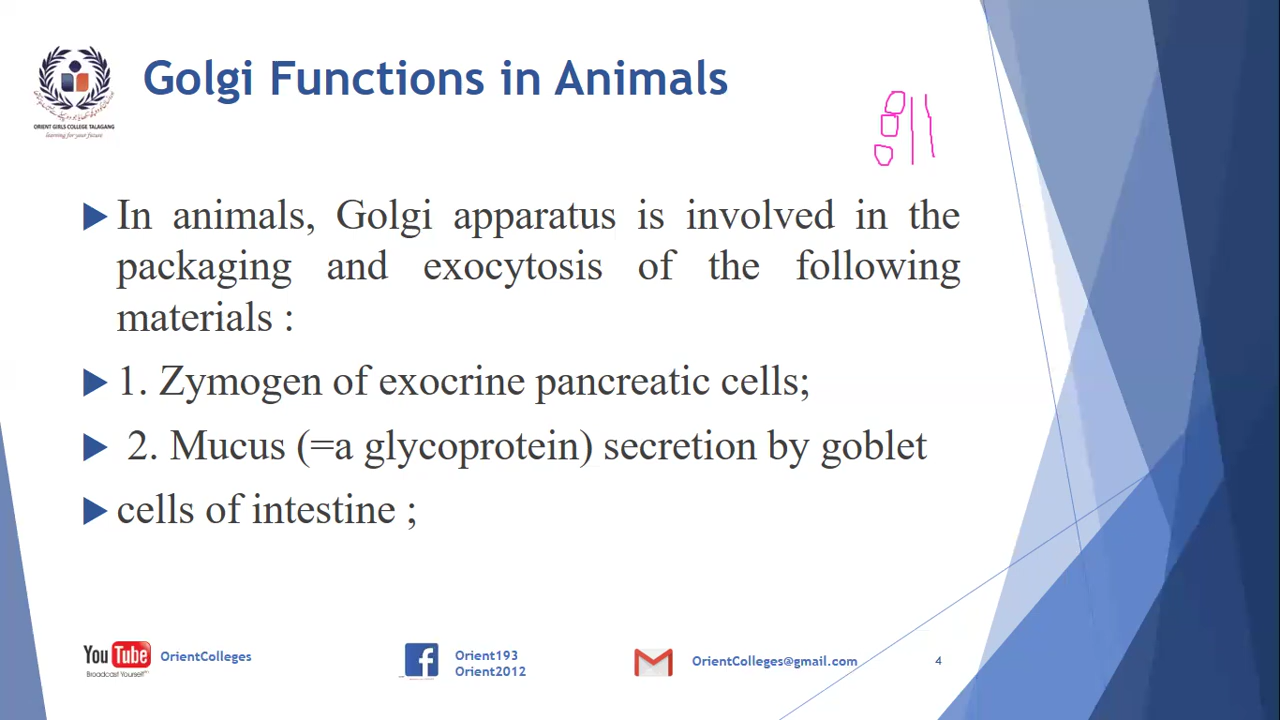 Golgi Functions in Animals
ORIENT GIRLS COLLEGE TALAGANG
learning for your future
In animals, Golgi apparatus is involved in the
packaging and exocytosis of the following
materials :
1. Zymogen of exocrine pancreatic cells;
2. Mucus (=a glycoprotein) secretion by goblet
cells of intestine ;
YouTube
Broadcast Yourself
OrientColleges
Orient193
Orient2012
OrientColleges@gmail.com
4